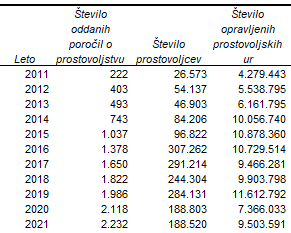 Leto Število oddanih poročil o prostovoljstvu Število prostovoljcev Število opravljenih prostovoljskih ur
2011 222 26.573 4.279.443
2012 403 54.137 5.538.795
2013 493 46.903 6.161.795
2014 743 84.206 10.056.740
2015 1.037 96.822 10.878.360
2016 1.378 307.262 10.729.514
2017 1.650 291.214 9.466.281
2018 1.822 244.304 9.903.798
2019 1.986 284.131 11.612.792
2020 2.118 188.803 7.366.033
2021 2.232 188.520 9.503.591